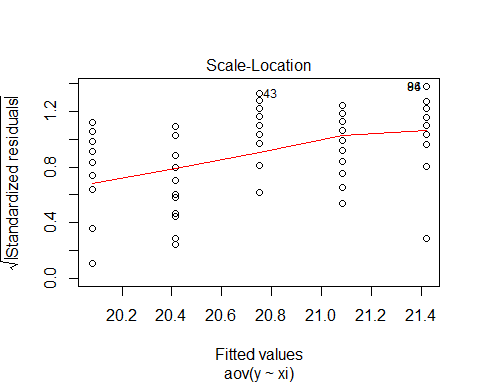 Scale-Location
√|Standardized residuals|
0.0 0.4 0.8 1.2
43
20.2 20.4 20.6 20.8 21.0 21.2 21.4
Fitted values
aov(y ~ xi)